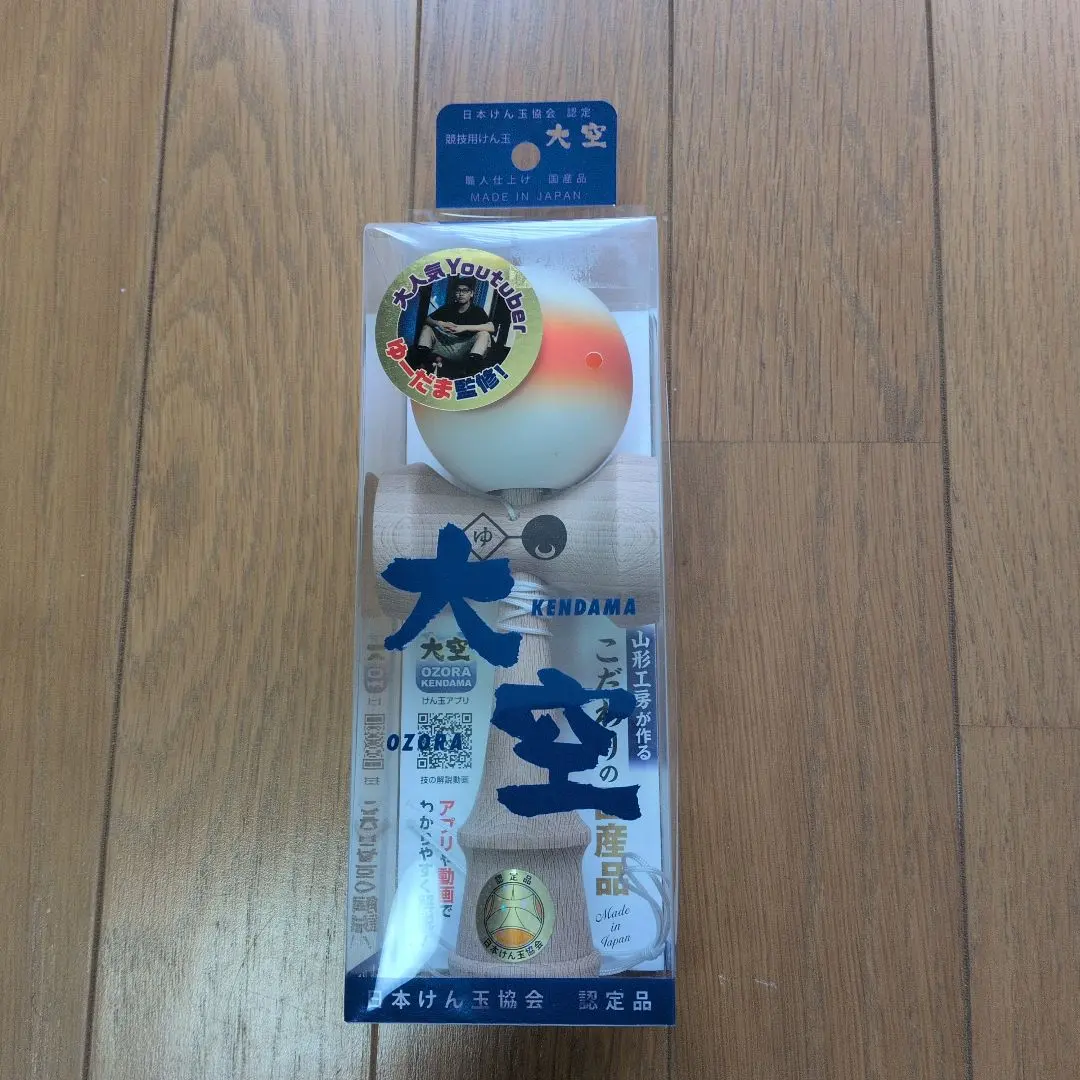 日本けん玉協会 認定
競技用けん玉 大空
職人仕上げ 国産品
MADE IN JAPAN
大人気Youtuber
ゆーだま監修!
ゆ
大空
KENDAMA
OZORA
大空
OZORA
KENDAMA
けん玉アプリ
技の解説動画
アプリや動画で
わかりやすく
山形工房が作る
こだわりの
産品
Made
in
Japan
認定品
日本けん玉協会
日本けん玉協会 認定品